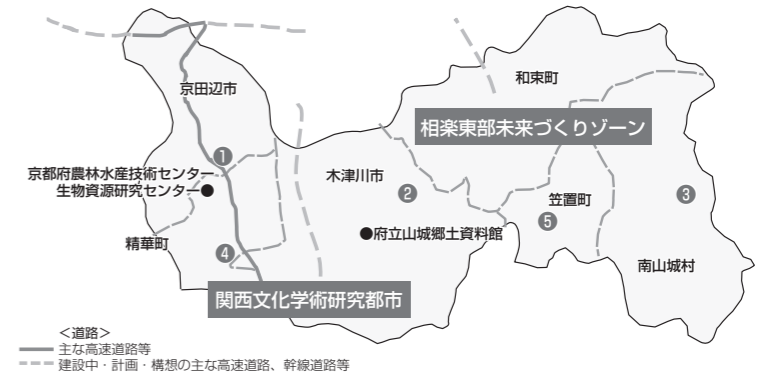 京田辺市
和束町
相楽東部未来づくりゾーン
❶
京都府農林水産技術センター
生物資源研究センター●
木津川市
❷
笠置町
❸
❺
●府立山城郷土資料館
精華町
❹
南山城村
関西文化学術研究都市
＜道路＞
主な高速道路等
建設中・計画・構想の主な高速道路、幹線道路等